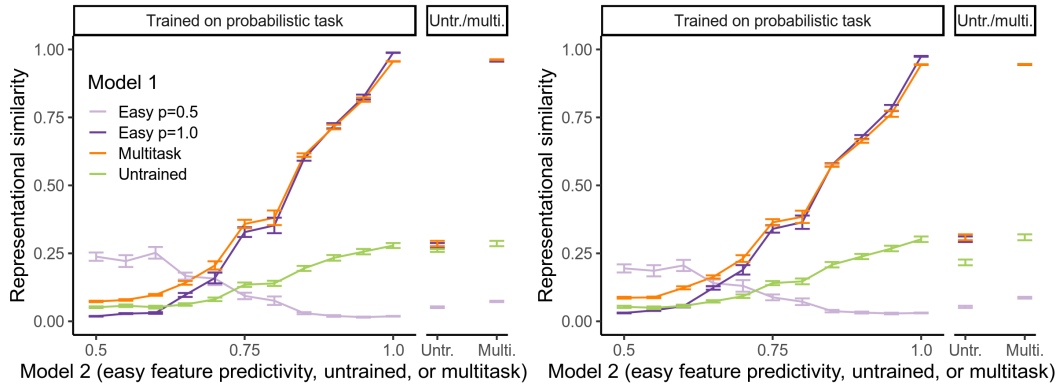 Trained on probabilistic task
Untr./multi.
1.00
0.75
0.50
0.25
0.00
Representational similarity
Model 1
Easy p=0.5
Easy p=1.0
Multitask
Untrained
0.5
0.75
1.0
Untr.
Multi.
Model 2 (easy feature predictivity, untrained, or multitask)
Trained on probabilistic task
Untr./multi.
1.00
0.75
0.50
0.25
0.00
Representational similarity
0.5
0.75
1.0
Untr.
Multi.
Model 2 (easy feature predictivity, untrained, or multitask)